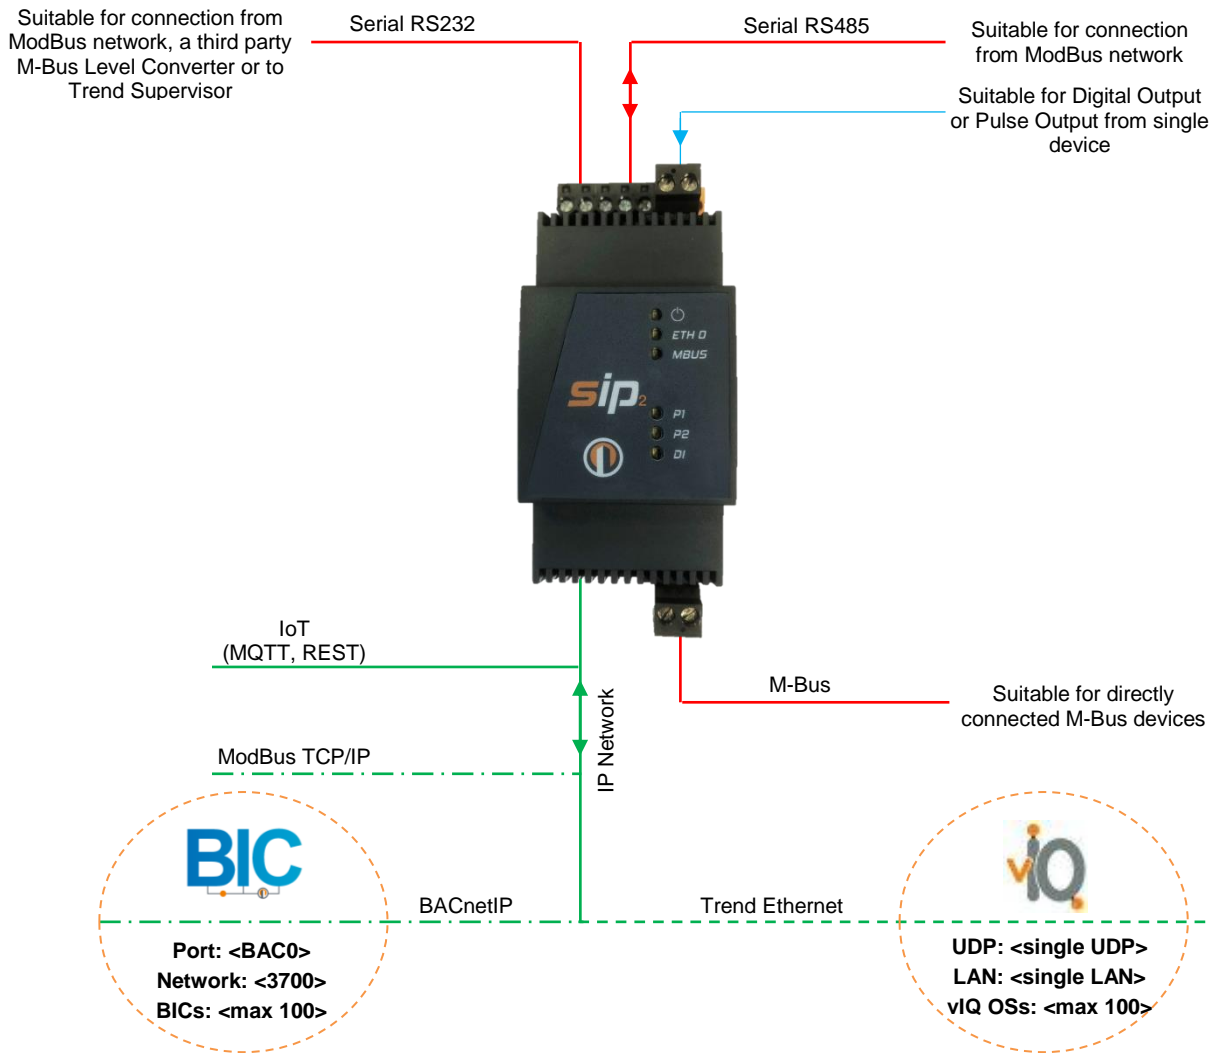 Suitable for connection from
ModBus network, a third party
M-Bus Level Converter or to
Trend Supervisor
Serial RS232
Serial RS485
Suitable for connection
from ModBus network
Suitable for Digital Output
or Pulse Output from single
device
ETH 0
MBUS
sip2
P1
P2
DI
IoT
(MQTT, REST)
IP Network
M-Bus
Suitable for directly
connected M-Bus devices
ModBus TCP/IP
BIC
BACnetIP
Port: <BAC0>
Network: <3700>
BICs: <max 100>
Trend Ethernet
viQ
UDP: <single UDP>
LAN: <single LAN>
vIQ OSs: <max 100>